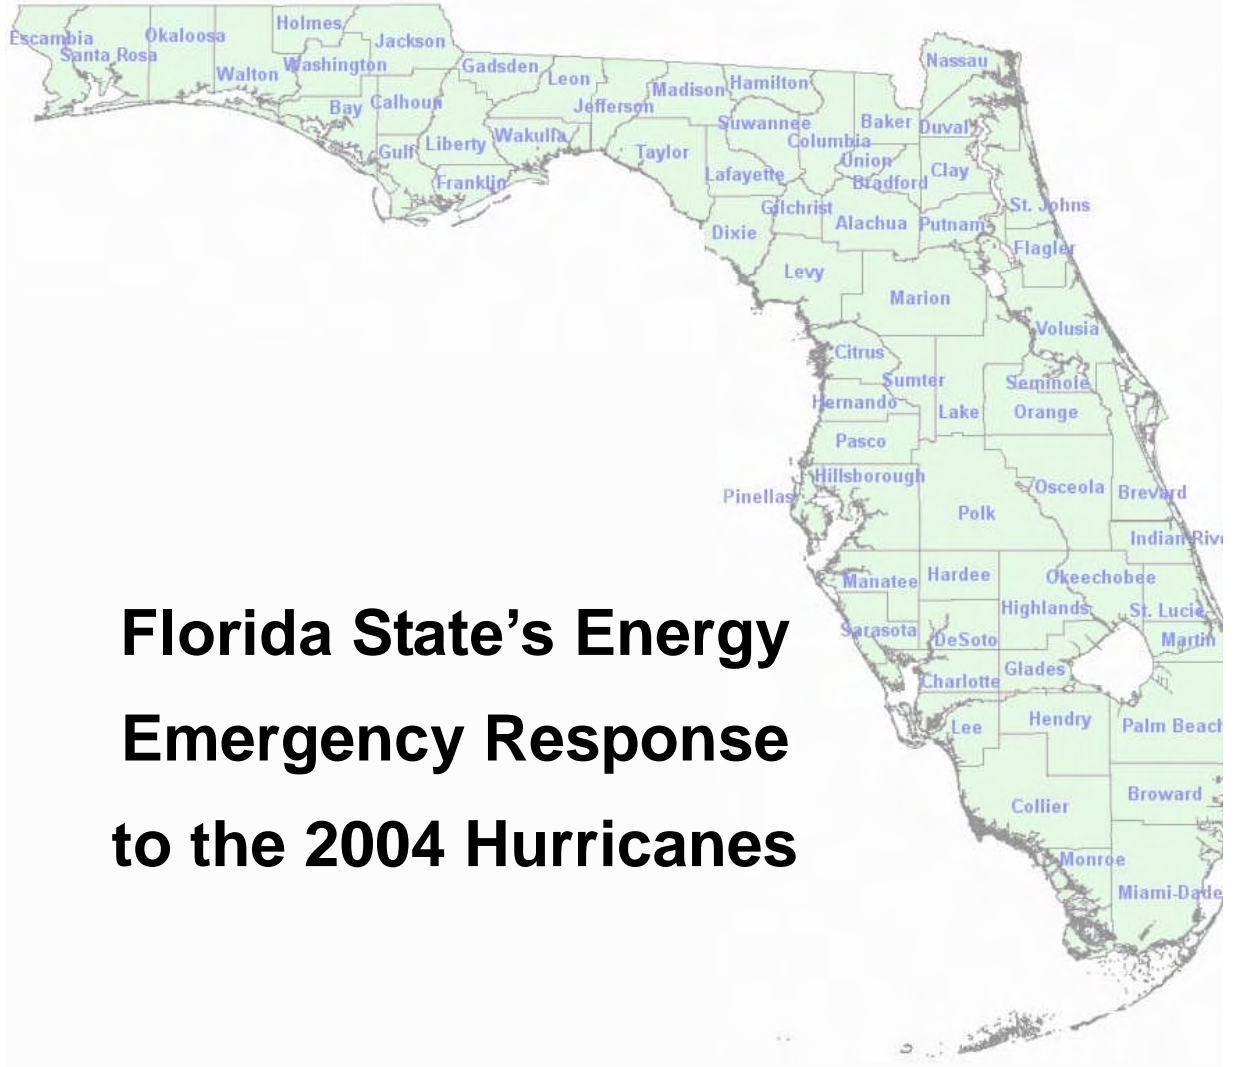 Holmes
Escambia
Okaloosa
Jackson
Santa Rosa
Washington
Walton
Gadsden
Leon
Nassau
Madison
Hamilton
Bay
Calhoun
Jefferson
Suwannee
Baker
Duval
Wakulla
Columbia
Gulf
Liberty
Taylor
Union
Clay
Lafayette
Bradford
Franklin
Gilchrist
St. Johns
Dixie
Alachua
Putnam
Flagler
Levy
Marion
Volusia
Citrus
Sumter
Seminole
Hernando
Lake
Orange
Pasco
Hillsborough
Pinellas
Osceola
Brevard
Polk
Indian Rive
Manatee
Hardee
Okeechobee
Highlands
St. Lucie
Sarasota
DeSoto
Martin
Glades
Charlotte
Lee
Hendry
Palm Beach
Broward
Collier
Monroe
Miami-Dade
Florida State’s Energy
Emergency Response
to the 2004 Hurricanes